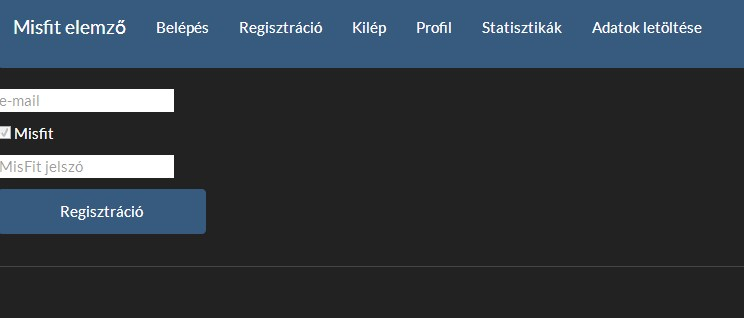 Misfit elemző Belépés Regisztráció Kilép Profil Statisztikák Adatok letöltése
e-mail
Misfit
MisFit jelszó
Regisztráció